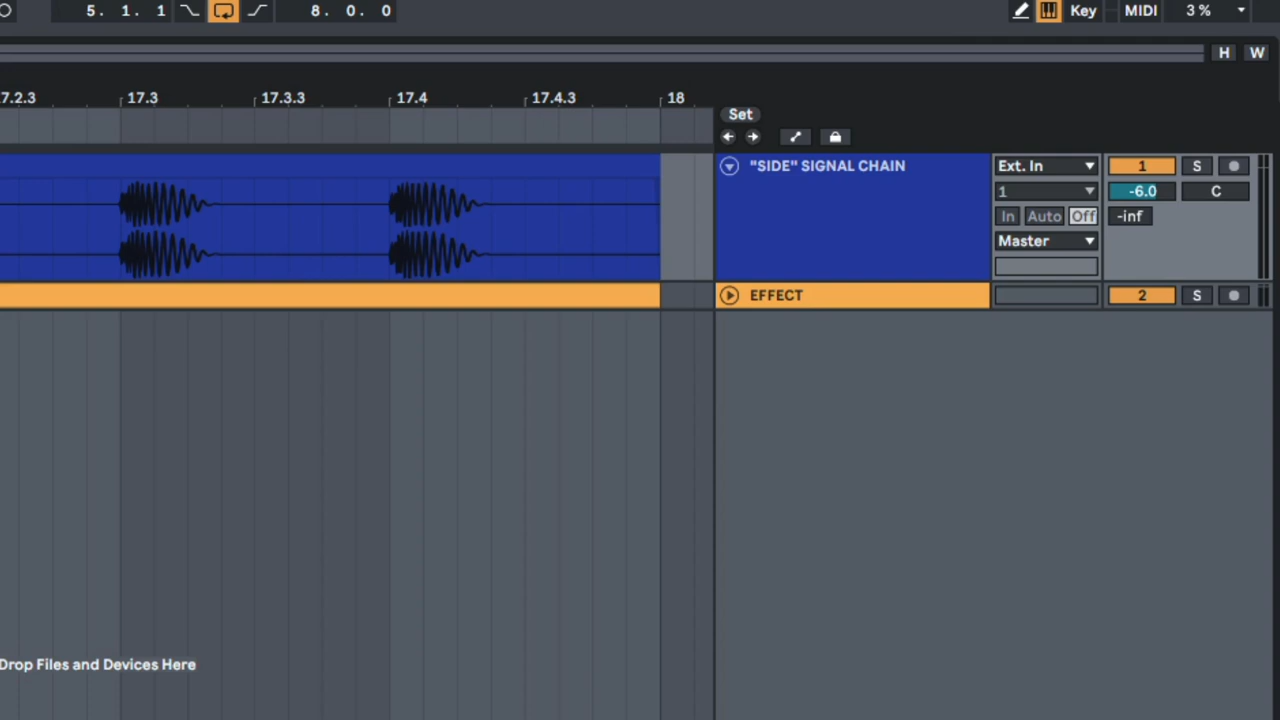 5. 1. 1 8. 0. 0 Key MIDI 3 %
H W
17.2.3 17.3 17.3.3 17.4 17.4.3 18
Set
"SIDE" SIGNAL CHAIN Ext. In 1 S
1 -6.0 C
In Auto Off -inf
Master
EFFECT 2 S
Drop Files and Devices Here